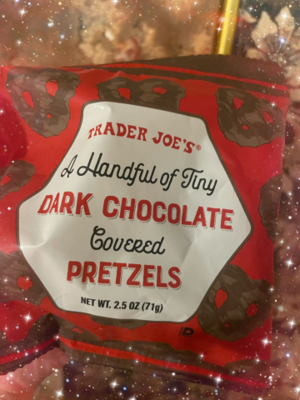 TRADER JOE'S®
A Handful of Tiny
DARK CHOCOLATE
Covered
PRETZELS
NET WT. 2.5 OZ (71g)
D